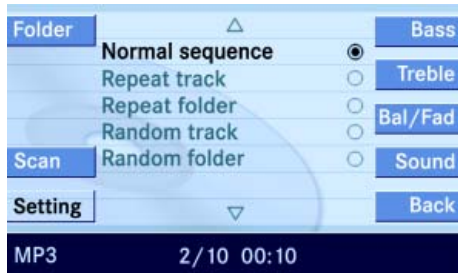 Folder
Normal sequence
Repeat track
Repeat folder
Random track
Random folder
Scan
Setting
Bass
Treble
Bal/Fad
Sound
Back
MP3 2/10 00:10